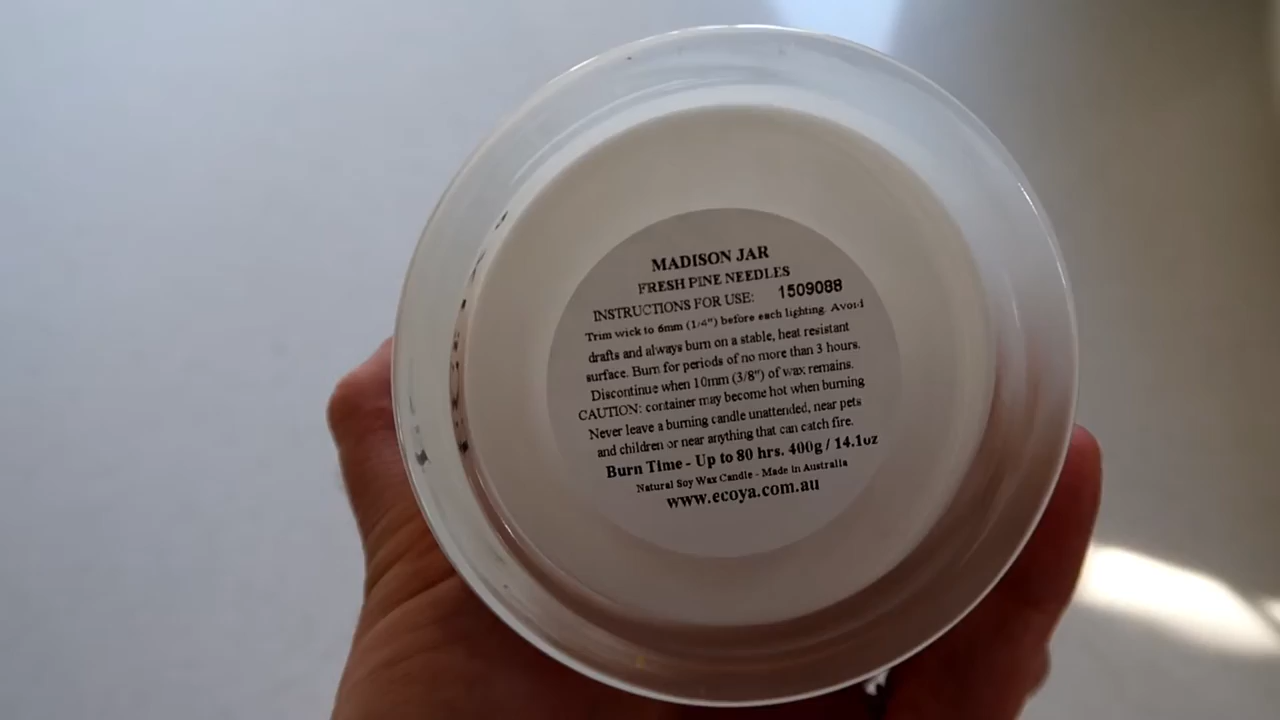 MADISON JAR
FRESH PINE NEEDLES
INSTRUCTIONS FOR USE: 1509088
Trim wick to 6mm (1/4") before each lighting. Avoid
drafts and always burn on a stable, heat resistant
surface. Burn for periods of no more than 3 hours.
Discontinue when 10mm (3/8") of wax remains.
CAUTION: container may become hot when burning
Never leave a burning candle unattended, near pets
and children or near anything that can catch fire.
Burn Time - Up to 80 hrs. 400g / 14.1oz
Natural Soy Wax Candle - Made in Australia
www.ecoya.com.au